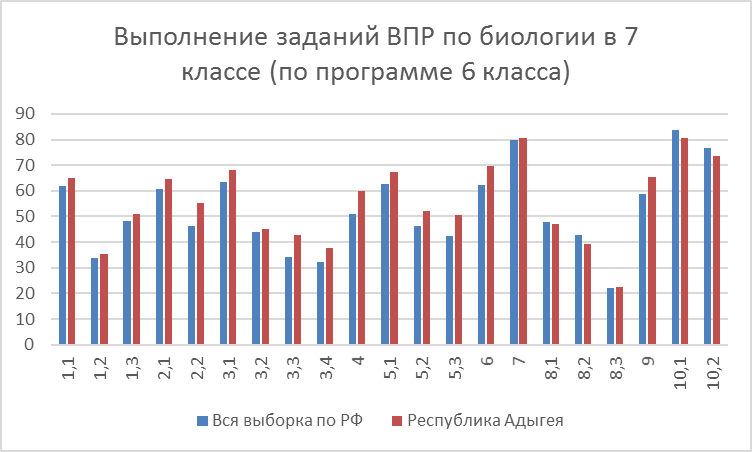 Выполнение заданий ВПР по биологии в 7
классе (по программе 6 класса)
90
80
70
60
50
40
30
20
10
0
1,1 1,2 1,3 2,1 2,2 3,1 3,2 3,3 3,4 4 5,1 5,2 5,3 6 7 8,1 8,2 8,3 9 10,1 10,2
Вся выборка по РФ Республика Адыгея